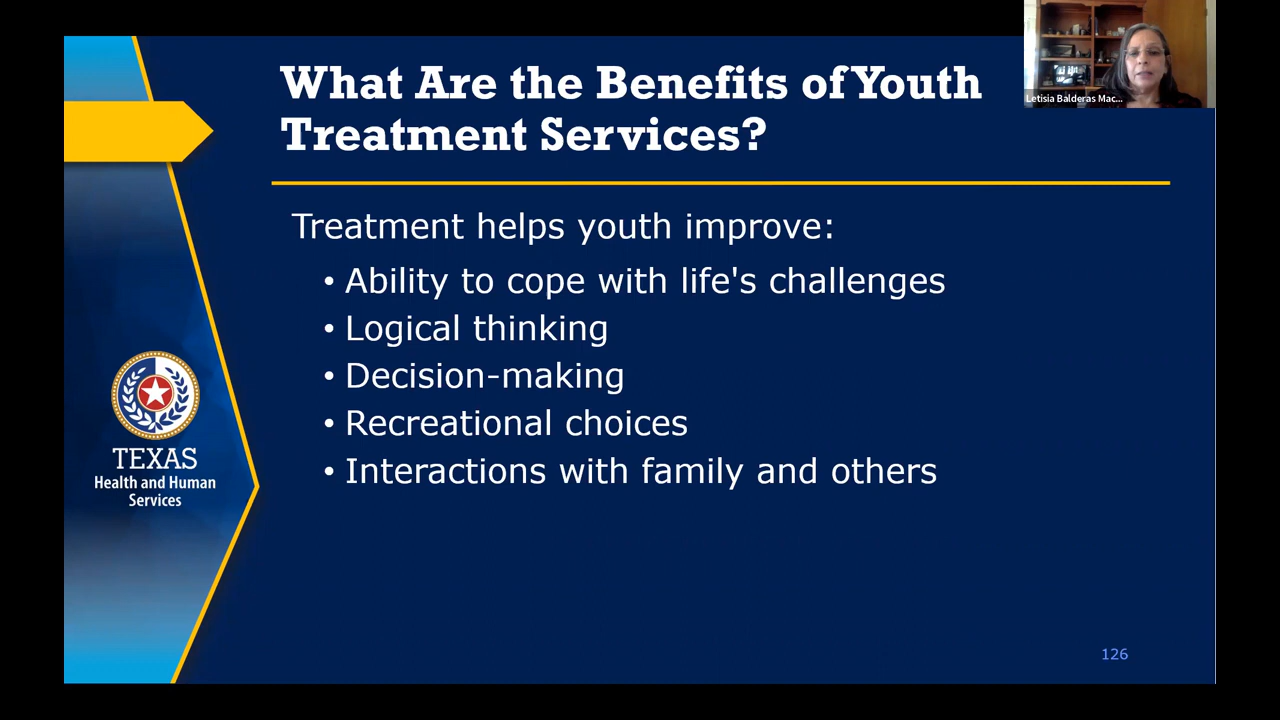 What Are the Benefits of Youth
Treatment Services?
Letisia Balderas Mac...
Treatment helps youth improve:
• Ability to cope with life's challenges
• Logical thinking
• Decision-making
• Recreational choices
• Interactions with family and others
TEXAS
Health and Human
Services
126